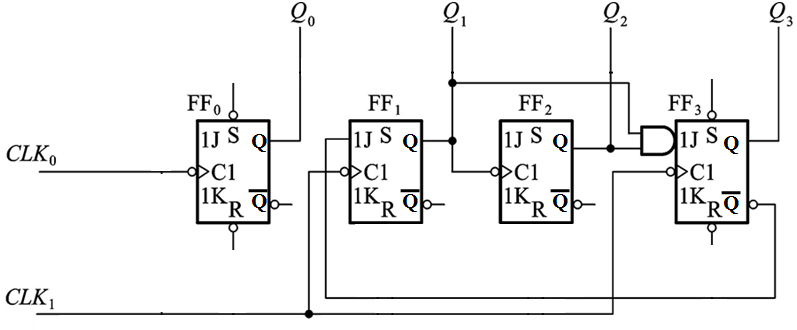 Q₀ Q₁ Q₂ Q₃
FF₀ FF₁ FF₂ FF₃
1J S Q 1J S Q 1J S Q 1J S Q
CLK₀ C1 C1 C1 C1
1K R Q̅ 1K R Q̅ 1K R Q̅ 1K R Q̅
CLK₁